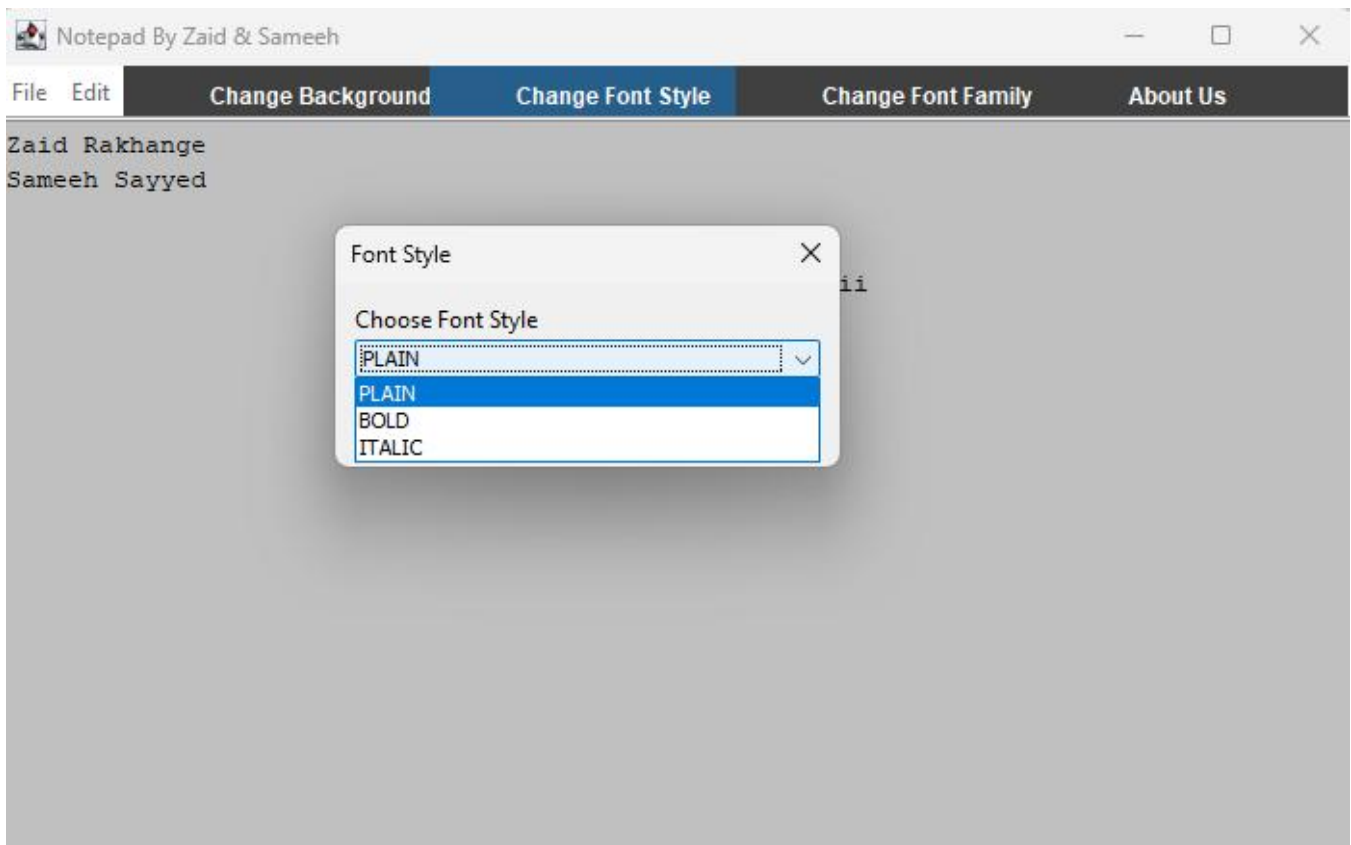 Notepad By Zaid & Sameeh
File Edit Change Background Change Font Style Change Font Family About Us
Zaid Rakhange
Sameeh Sayyed
Font Style
ii
Choose Font Style
PLAIN
PLAIN
BOLD
ITALIC